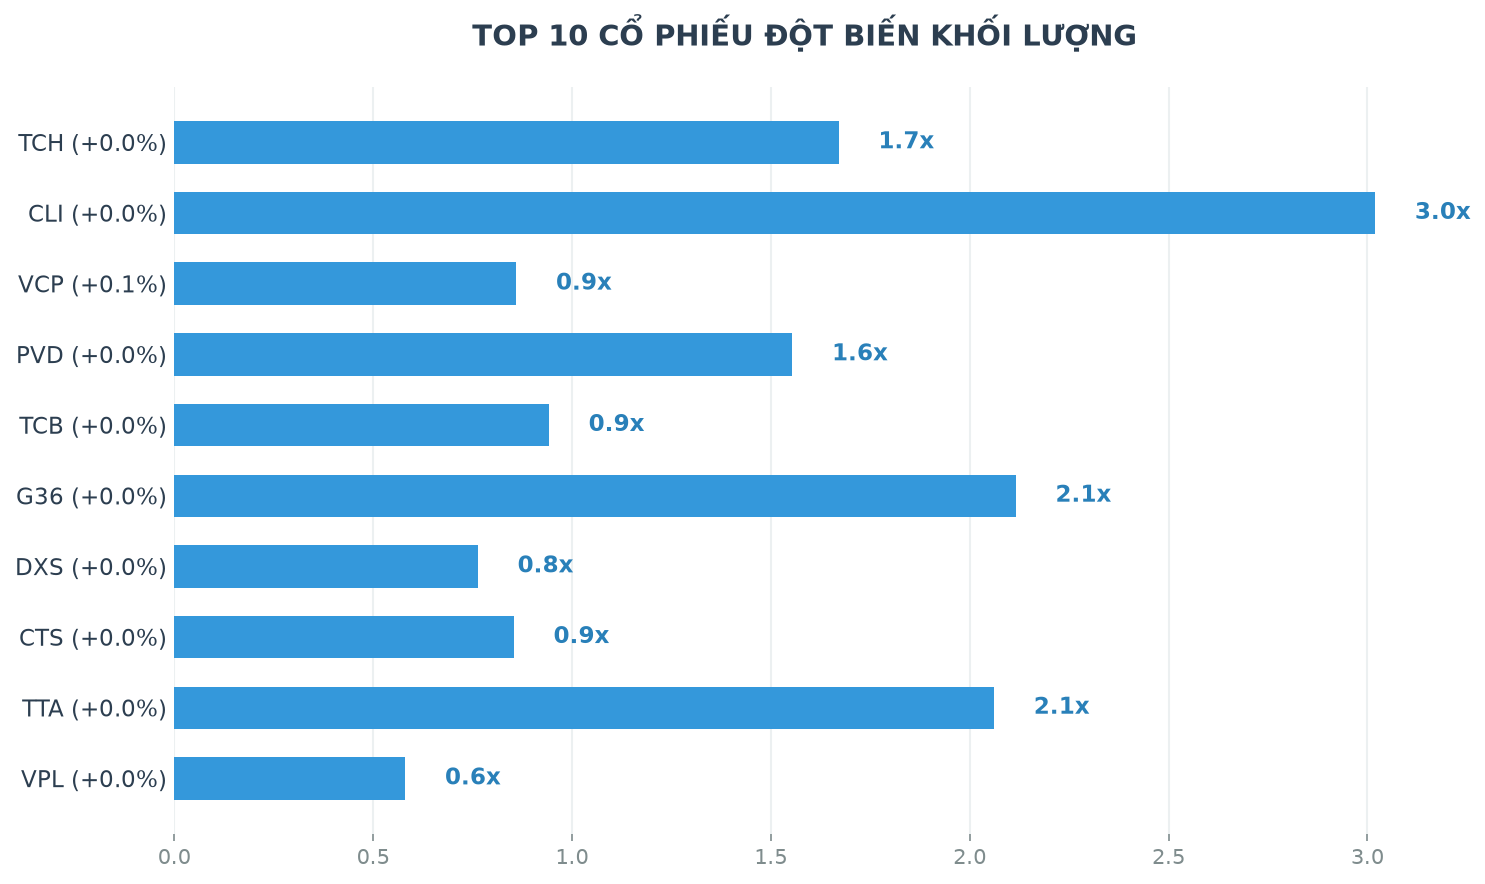 TOP 10 CỔ PHIẾU ĐỘT BIẾN KHỐI LƯỢNG
TCH (+0.0%) 1.7x
CLI (+0.0%) 3.0x
VCP (+0.1%) 0.9x
PVD (+0.0%) 1.6x
TCB (+0.0%) 0.9x
G36 (+0.0%) 2.1x
DXS (+0.0%) 0.8x
CTS (+0.0%) 0.9x
TTA (+0.0%) 2.1x
VPL (+0.0%) 0.6x
0.0 0.5 1.0 1.5 2.0 2.5 3.0